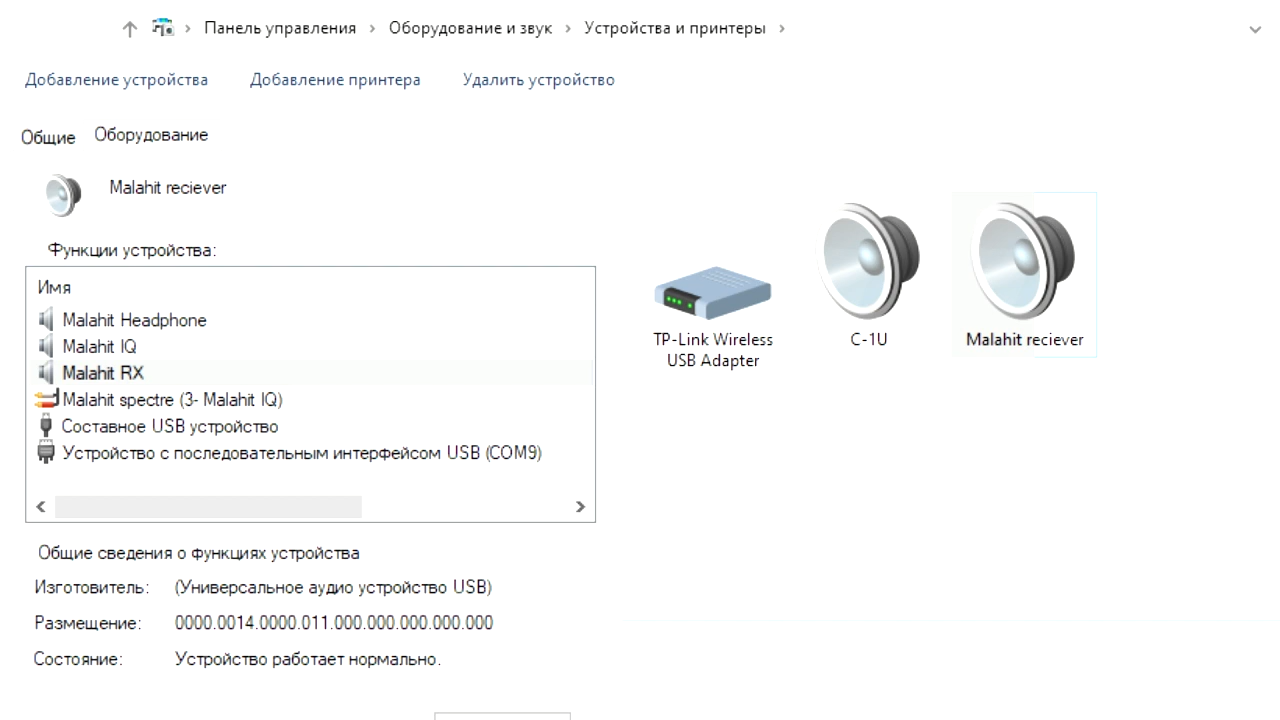 Панель управления > Оборудование и звук > Устройства и принтеры >
Добавление устройства Добавление принтера Удалить устройство
Общие Оборудование
Malahit reciever
Функции устройства:
Имя
Malahit Headphone
Malahit IQ
Malahit RX
Malahit spectre (3- Malahit IQ)
Составное USB устройство
Устройство с последовательным интерфейсом USB (COM9)
Общие сведения о функциях устройства
Изготовитель: (Универсальное аудио устройство USB)
Размещение: 0000.0014.0000.011.000.000.000.000.000
Состояние: Устройство работает нормально.
TP-Link Wireless
USB Adapter
C-1U
Malahit reciever